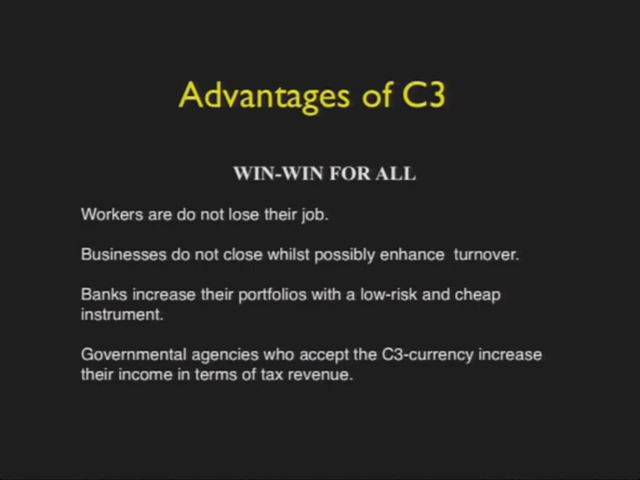 Advantages of C3
WIN-WIN FOR ALL
Workers are do not lose their job.
Businesses do not close whilst possibly enhance  turnover.
Banks increase their portfolios with a low-risk and cheap
instrument.
Governmental agencies who accept the C3-currency increase
their income in terms of tax revenue.